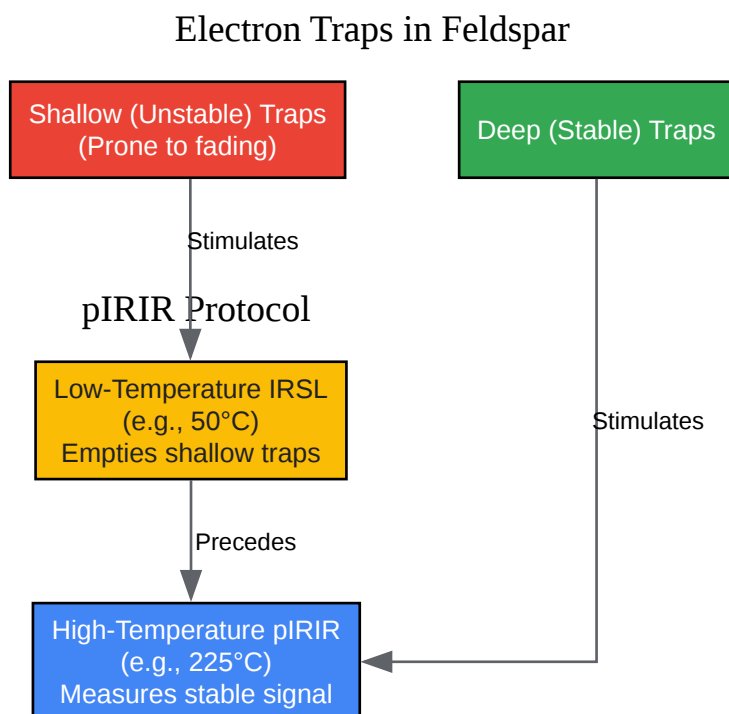 Electron Traps in Feldspar
Shallow (Unstable) Traps
(Prone to fading)
Deep (Stable) Traps
Stimulates
pIRIR Protocol
Low-Temperature IRSL
(e.g., 50°C)
Empties shallow traps
Stimulates
Precedes
High-Temperature pIRIR
(e.g., 225°C)
Measures stable signal